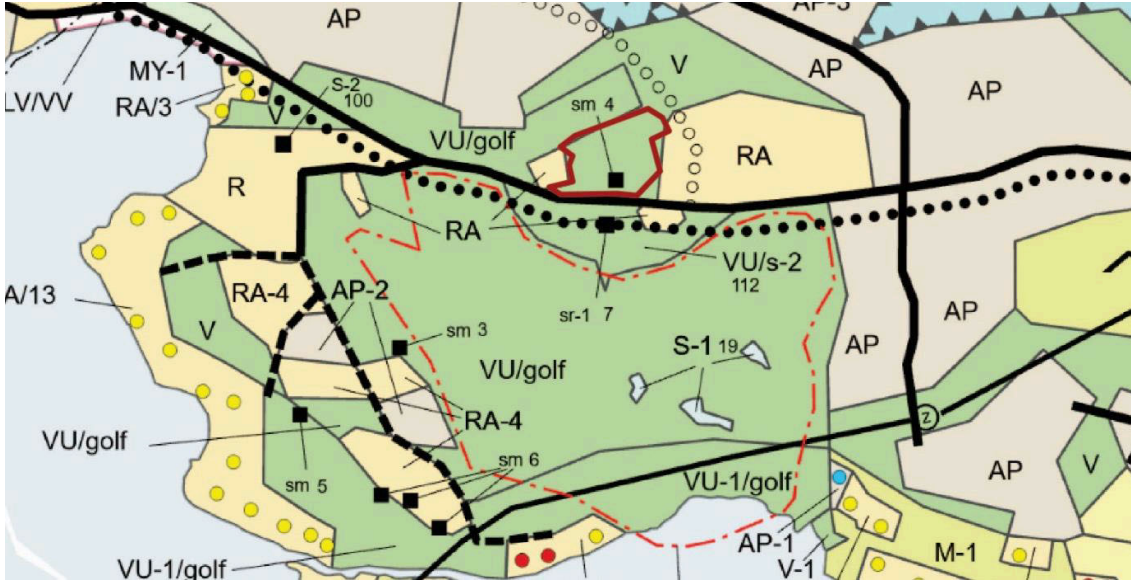 AP
AP-3
MY-1
V
AP
LV/VV
S-2
100
sm 4
AP
RA/3
V
VU/golf
RA
R
RA
VU/s-2
112
A/13
RA-4
AP-2
V
sr-1 7
AP
sm 3
S-1 19
AP
VU/golf
RA-4
Z
VU/golf
AP
V
sm 6
sm 5
VU-1/golf
AP-1
M-1
VU-1/golf
V-1